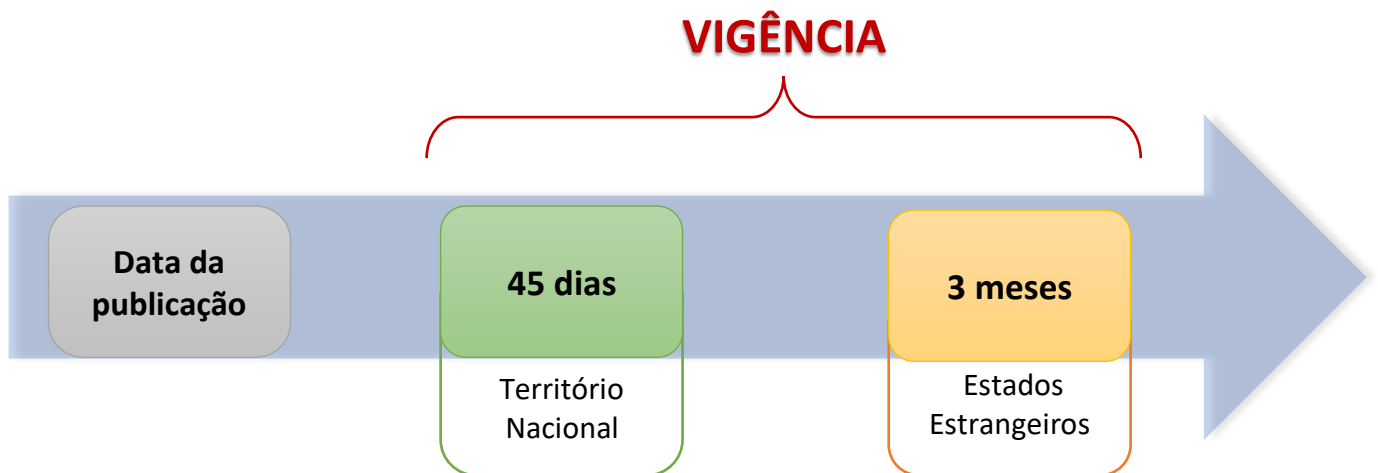 VIGÊNCIA
Data da
publicação
45 dias
Território
Nacional
3 meses
Estados
Estrangeiros